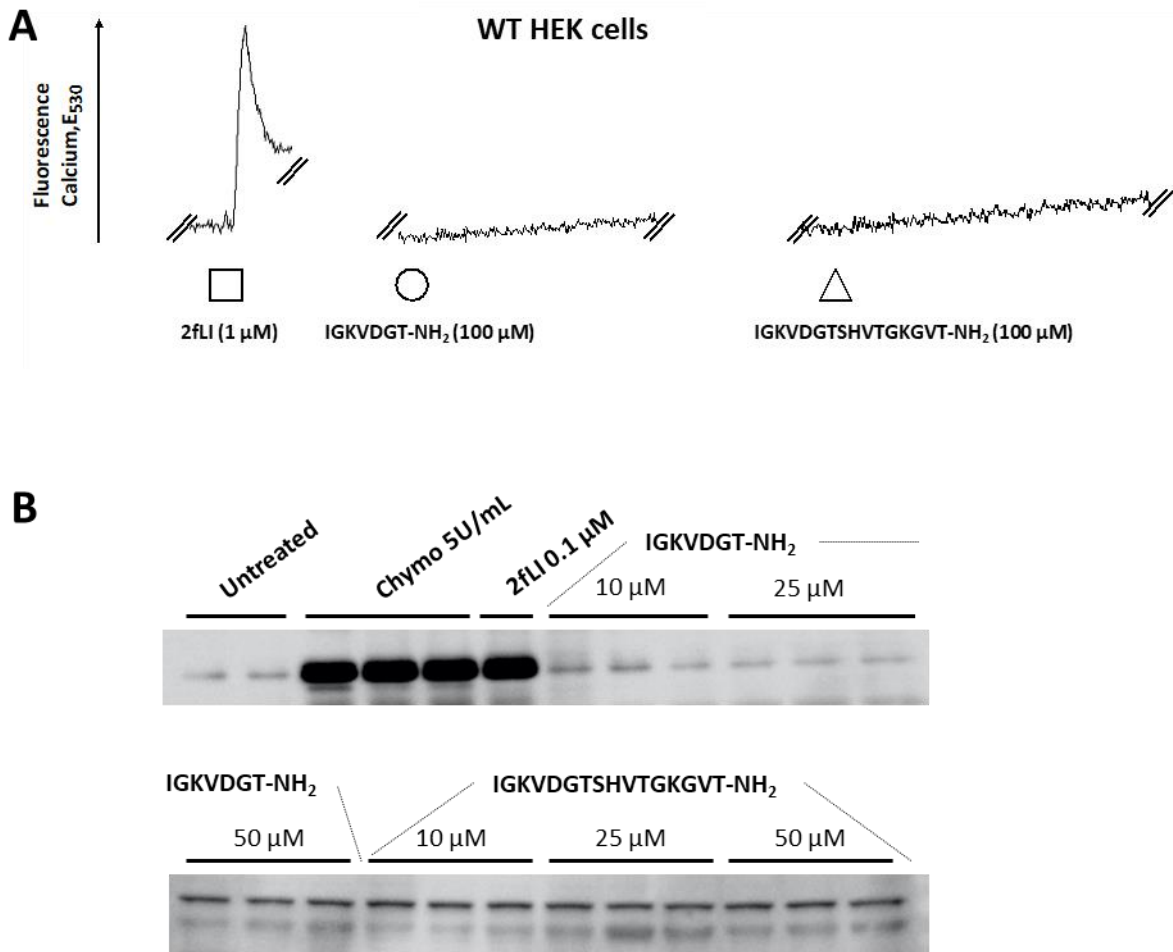 A
WT HEK cells
Fluorescence
Calcium,E530
2fLI (1 µM)
IGKVDGT-NH2 (100 µM)
IGKVDGTSHVTGKGVT-NH2 (100 µM)
B
Untreated
Chymo 5U/mL
2fLI 0.1 µM
IGKVDGT-NH2
10 µM
25 µM
IGKVDGT-NH2
IGKVDGTSHVTGKGVT-NH2
50 µM
10 µM
25 µM
50 µM